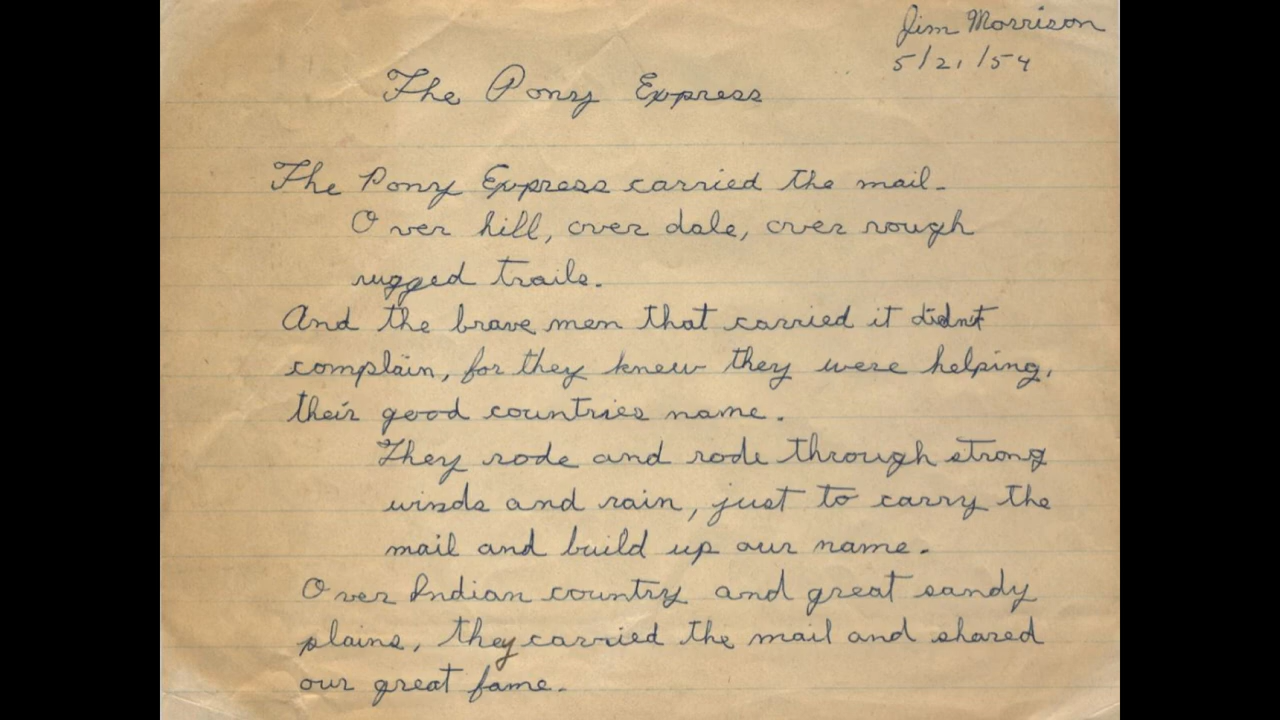 Jim Morrison
5/21/54
The Pony Express
The Pony Express carried the mail.
Over hill, over dale, over rough
rugged trails.
And the brave men that carried it didn't
complain, for they knew they were helping,
their good countries name.
They rode and rode through strong
winds and rain, just to carry the
mail and build up our name.
Over Indian country and great sandy
plains, they carried the mail and shared
our great fame.